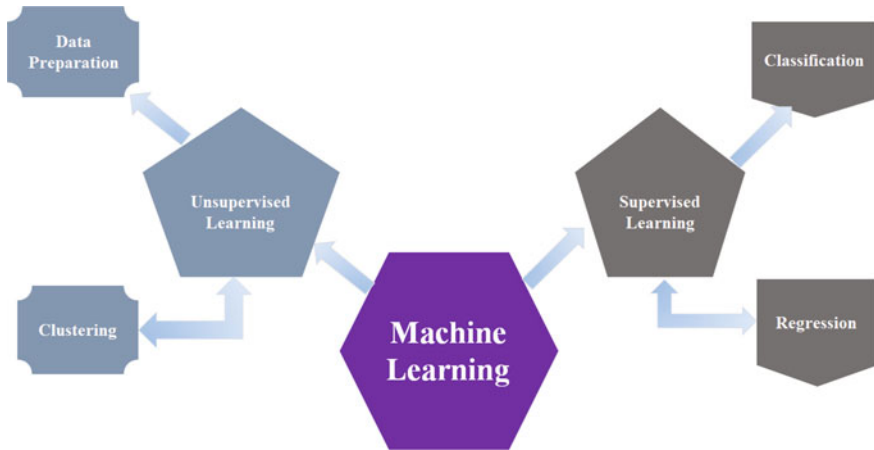 Data
Preparation
Classification
Unsupervised
Learning
Supervised
Learning
Clustering
Machine
Learning
Regression